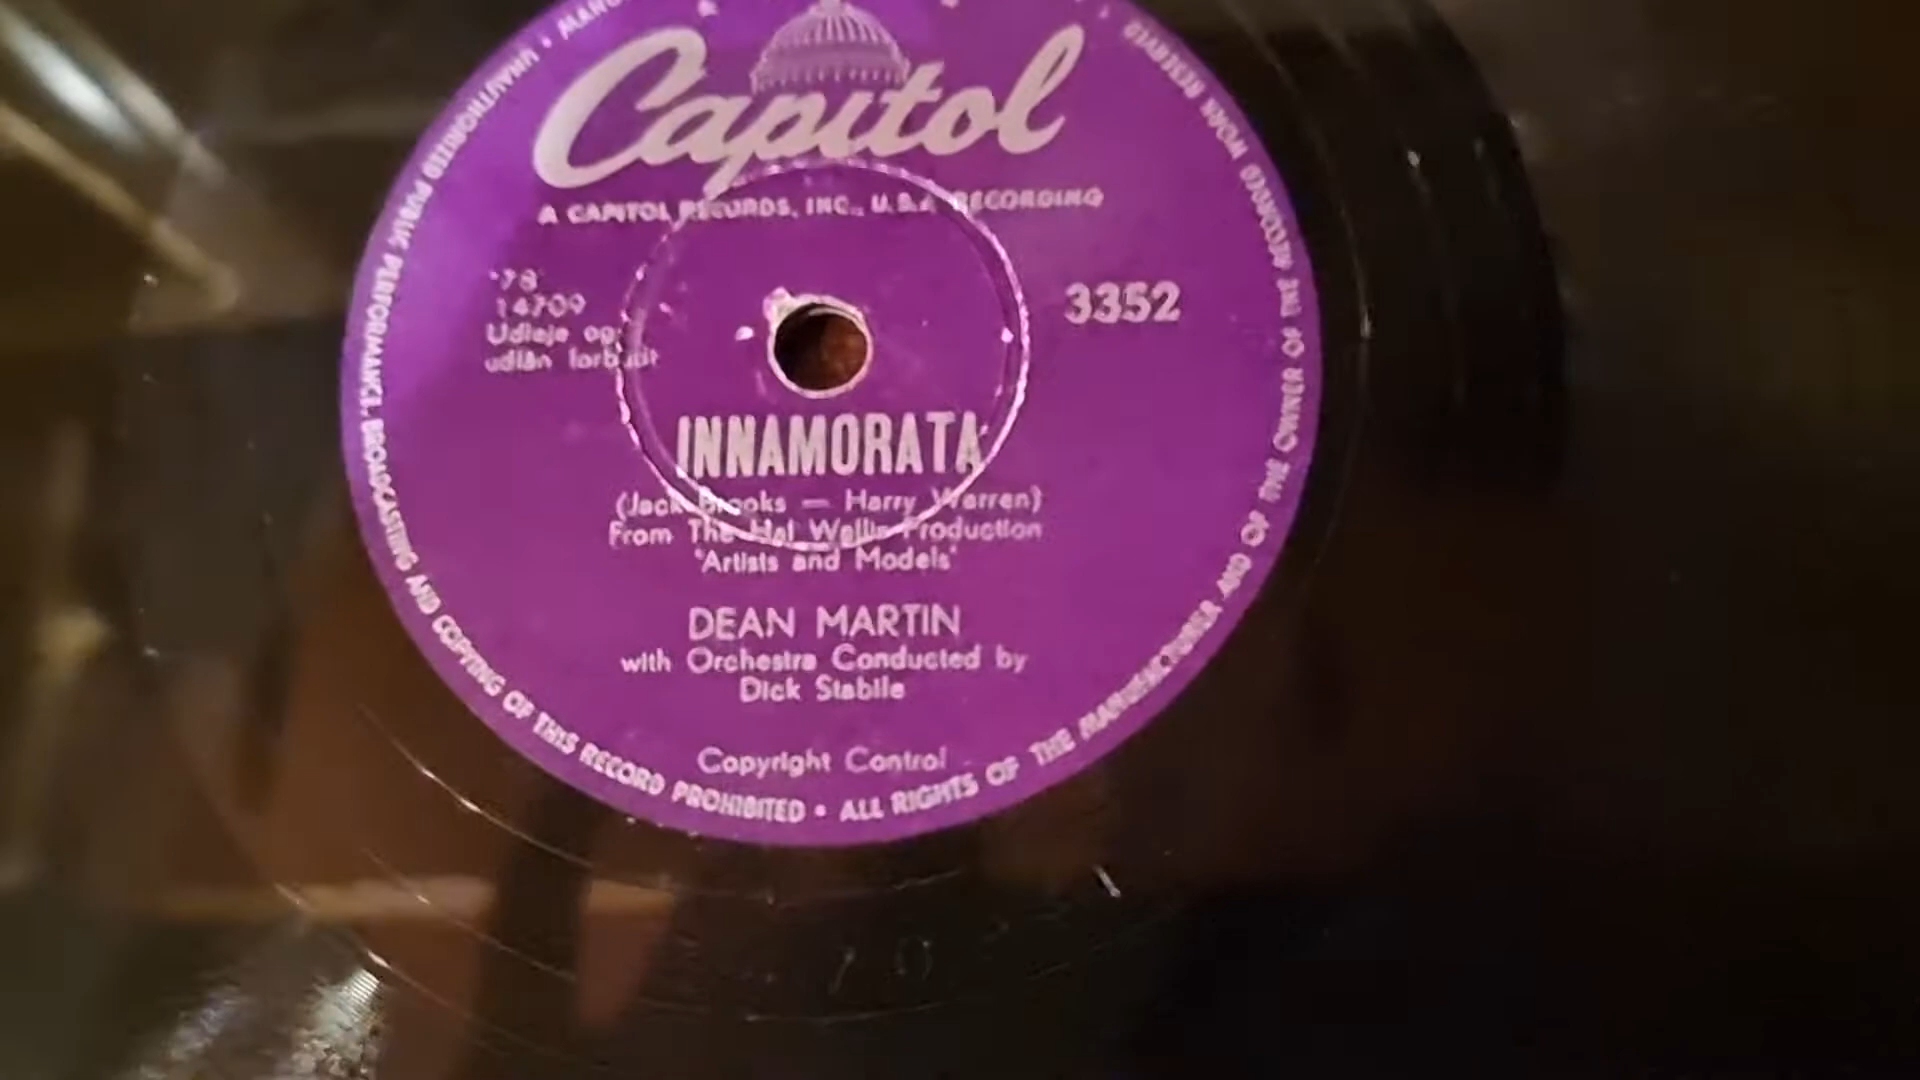 Capitol
A CAPITOL RECORDS, INC., U.S.A. RECORDING
'78'
14709
Udleje og
udlån forbudt
3352
INNAMORATA
(Jack Brooks — Harry Warren)
From The Hal Wallis Production
'Artists and Models'
DEAN MARTIN
with Orchestra Conducted by
Dick Stabile
Copyright Control
UNAUTHORIZED PUBLIC PERFORMANCE, BROADCASTING AND COPYING OF THIS RECORD PROHIBITED • ALL RIGHTS OF THE MANUFACTURER AND OF THE OWNER OF THE RECORDED WORK RESERVED